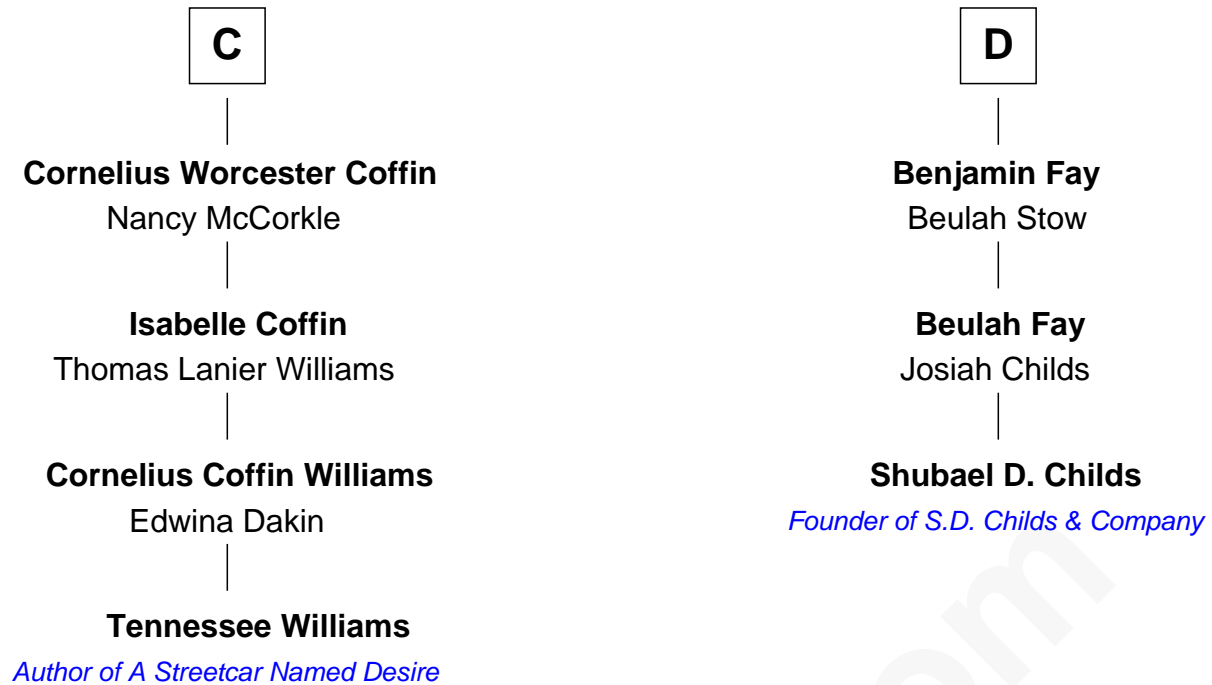 C
Cornelius Worcester Coffin
Nancy McCorkle
Isabelle Coffin
Thomas Lanier Williams
Cornelius Coffin Williams
Edwina Dakin
Tennessee Williams
Author of A Streetcar Named Desire
D
Benjamin Fay
Beulah Stow
Beulah Fay
Josiah Childs
Shubael D. Childs
Founder of S.D. Childs & Company
om